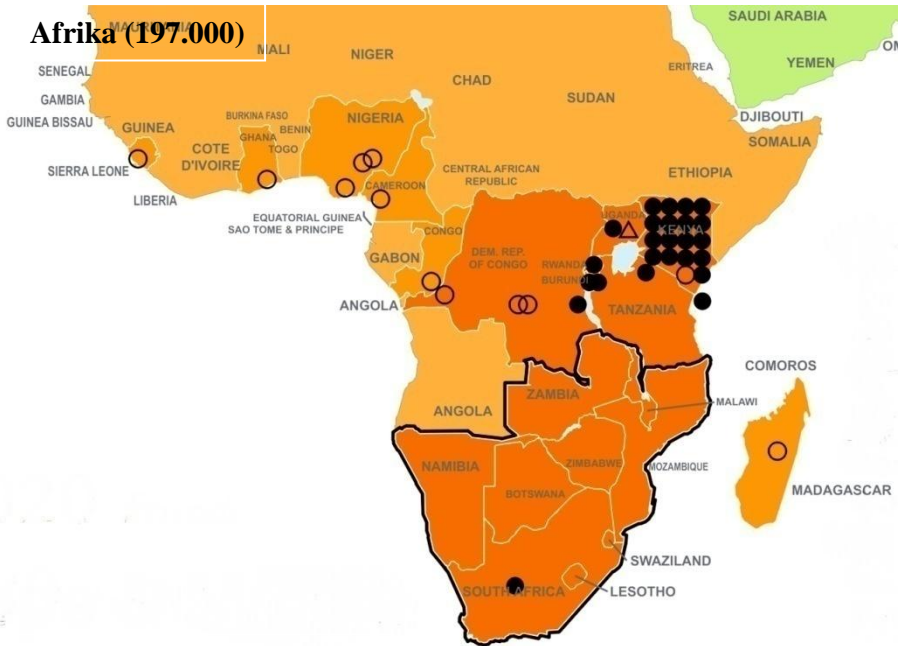 MAURITANIA
Afrika (197.000)
SAUDI ARABIA
OM
MALI
NIGER
YEMEN
SENEGAL
CHAD
ERITREA
SUDAN
GAMBIA
DJIBOUTI
GUINEA BISSAU
GUINEA
BURKINA FASO
BENIN
NIGERIA
GHANA
TOGO
SOMALIA
COTE
D'IVOIRE
SIERRA LEONE
CENTRAL AFRICAN
REPUBLIC
ETHIOPIA
LIBERIA
CAMEROON
EQUATORIAL GUINEA
SAO TOME & PRINCIPE
UGANDA
KENYA
CONGO
GABON
DEM. REP.
OF CONGO
RWANDA
BURUNDI
ANGOLA
TANZANIA
COMOROS
ZAMBIA
MALAWI
ANGOLA
NAMIBIA
ZIMBABWE
MOZAMBIQUE
BOTSWANA
MADAGASCAR
SWAZILAND
SOUTH AFRICA
LESOTHO